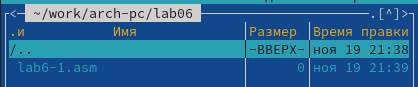 <─ ~/work/arch-pc/lab06 ─.[^]>
.и Имя Размер Время правки
/.. -ВВЕРХ- ноя 19 21:38
lab6-1.asm 0 ноя 19 21:39